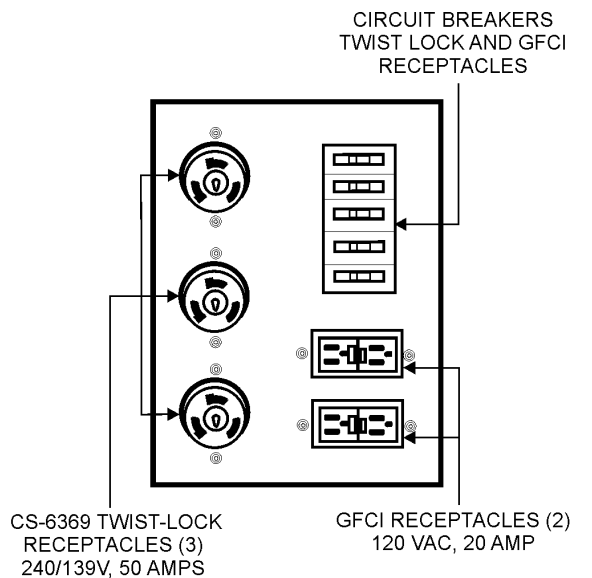 CIRCUIT BREAKERS
TWIST LOCK AND GFCI
RECEPTACLES
CS-6369 TWIST-LOCK
RECEPTACLES (3)
240/139V, 50 AMPS
GFCI RECEPTACLES (2)
120 VAC, 20 AMP